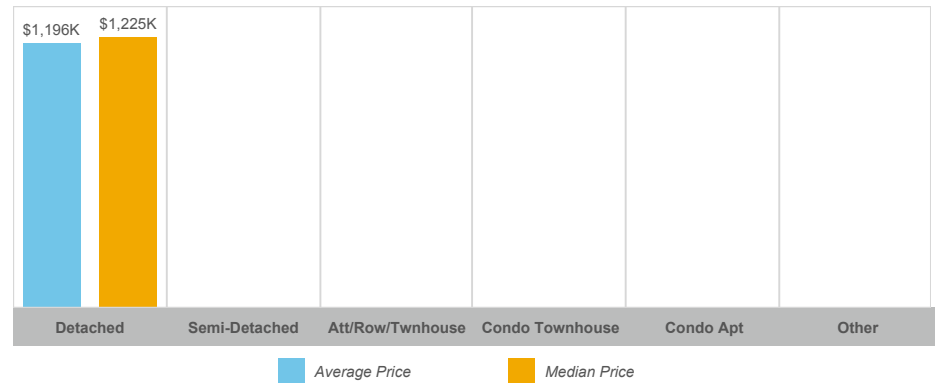 $1,196K
$1,225K
Detached Semi-Detached Att/Row/Twnhouse Condo Townhouse Condo Apt Other
Average Price Median Price